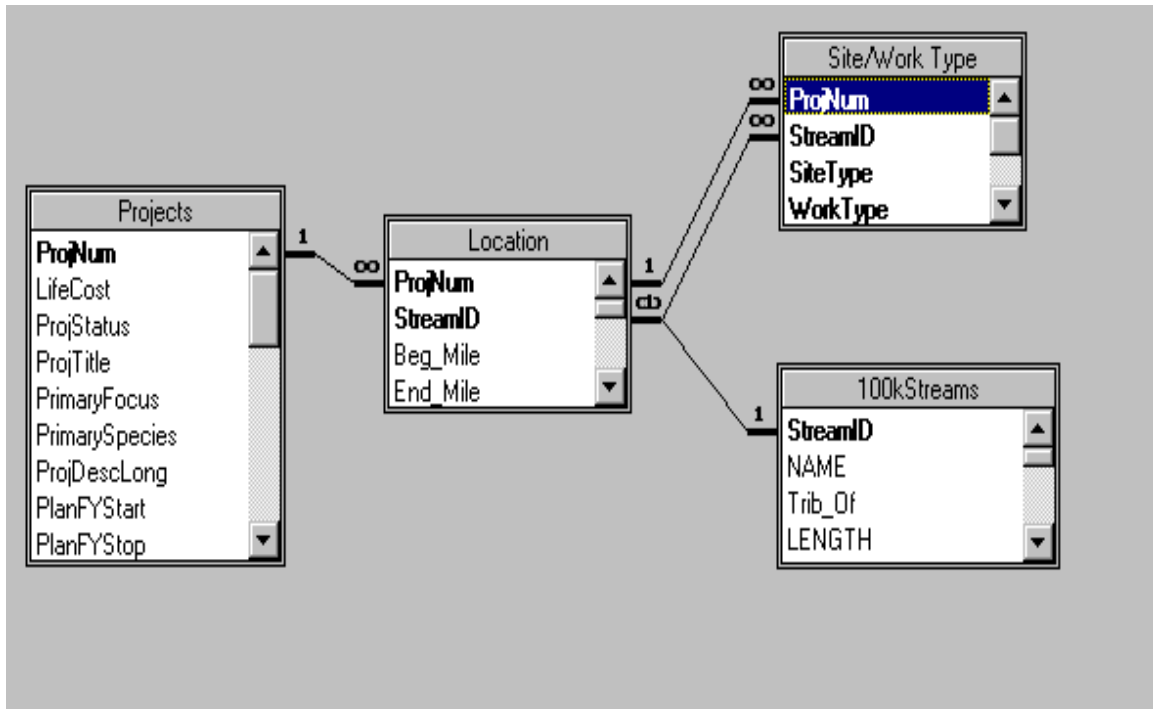 Projects
ProjNum
LifeCost
ProjStatus
ProjTitle
PrimaryFocus
PrimarySpecies
ProjDescLong
PlanFYStart
PlanFYStop
1
∞
Location
ProjNum
StreamID
Beg_Mile
End_Mile
1
∞
∞
Site/Work Type
ProjNum
StreamID
SiteType
WorkType
1
100kStreams
StreamID
NAME
Trib_Of
LENGTH